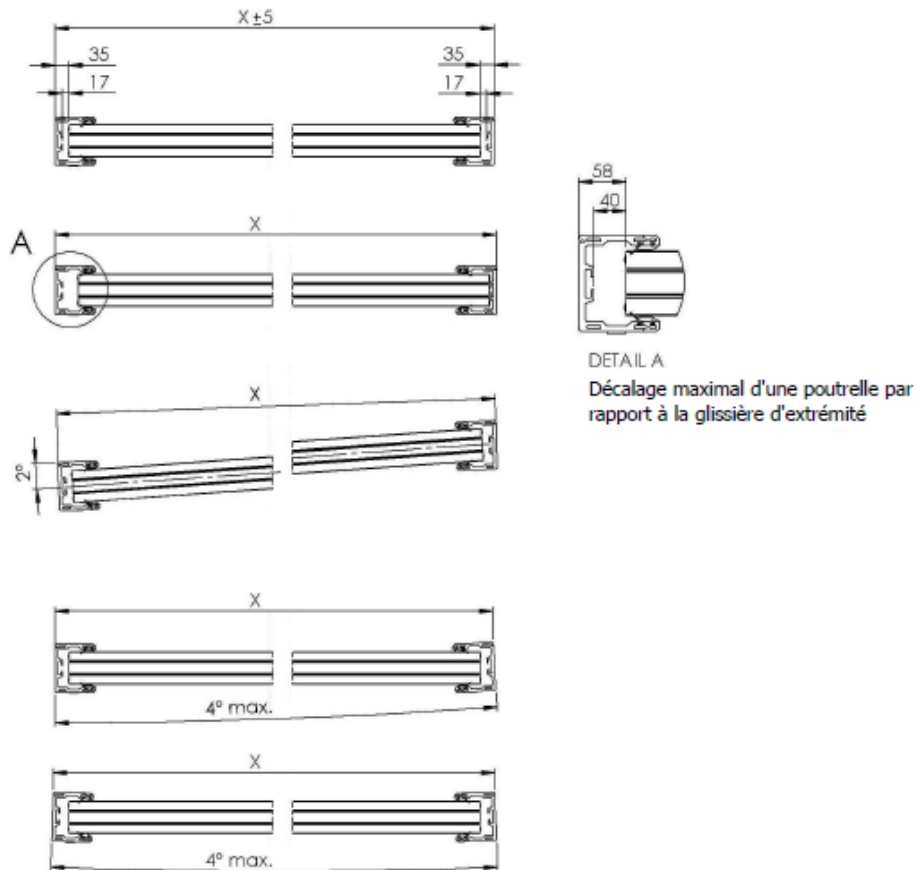 X ±5
35
35
17
17
58
40
X
A
DETAIL A
Décalage maximal d'une poutrelle par
rapport à la glissière d'extrémité
X
2°
X
4° max.
X
4° max.